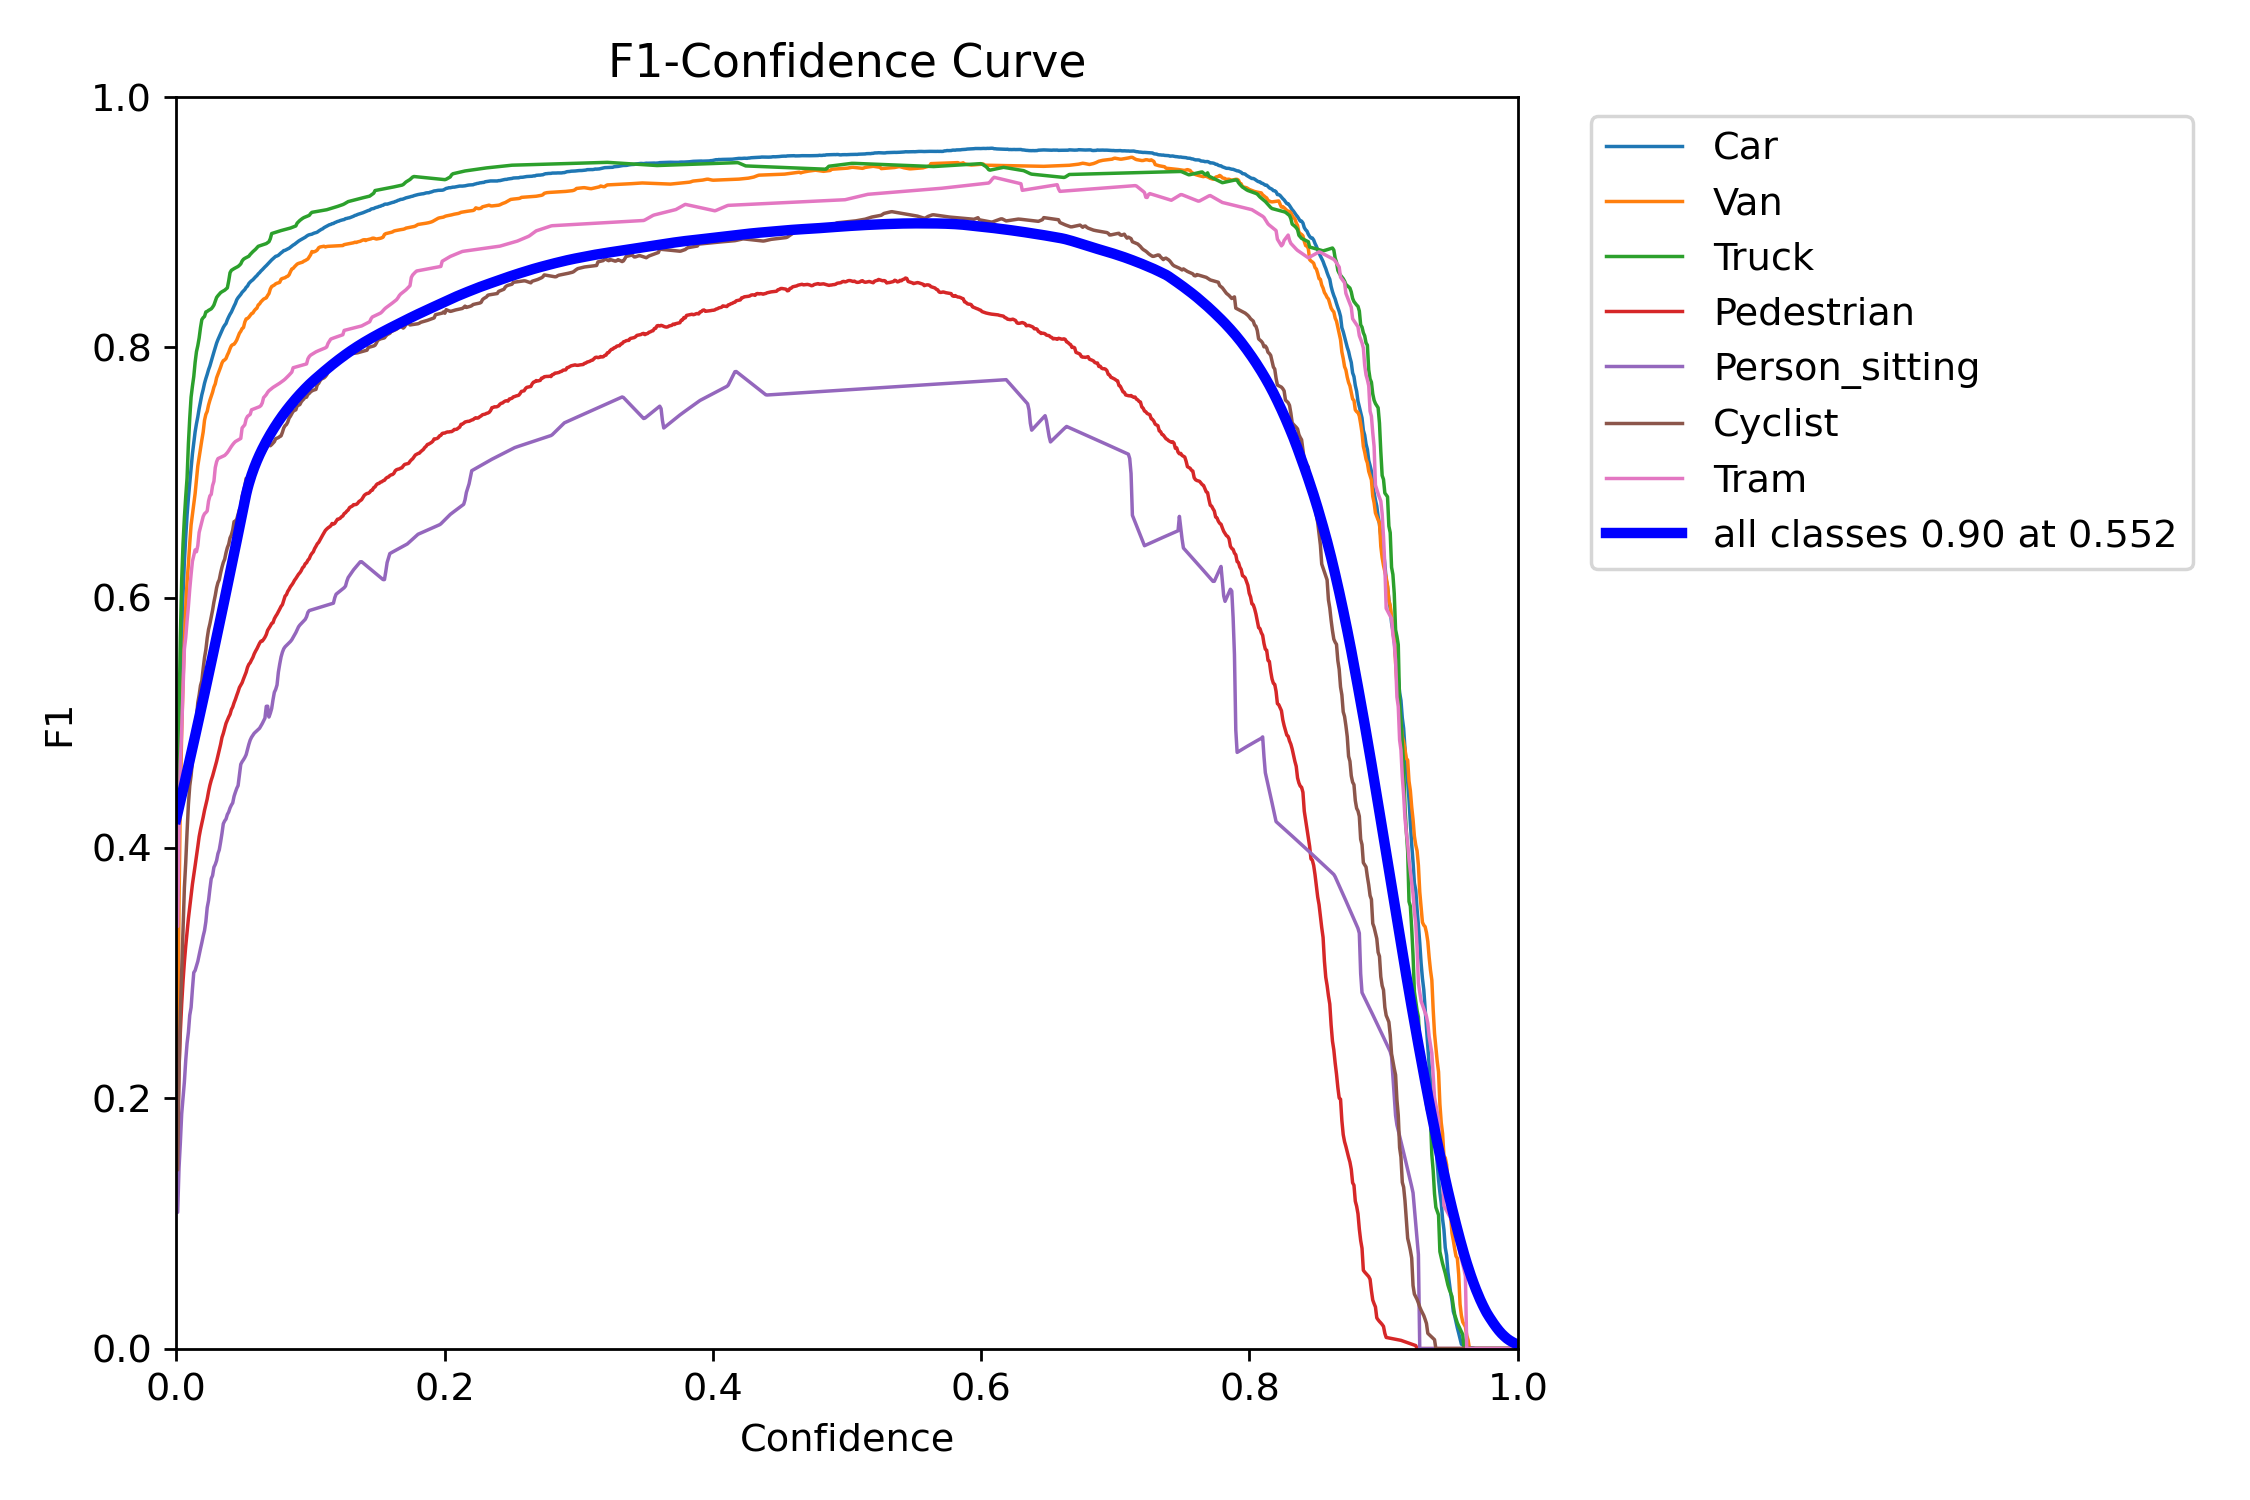 F1-Confidence Curve
1.0
0.8
0.6
0.4
0.2
0.0
F1
0.0 0.2 0.4 0.6 0.8 1.0
Confidence
Car
Van
Truck
Pedestrian
Person_sitting
Cyclist
Tram
all classes 0.90 at 0.552